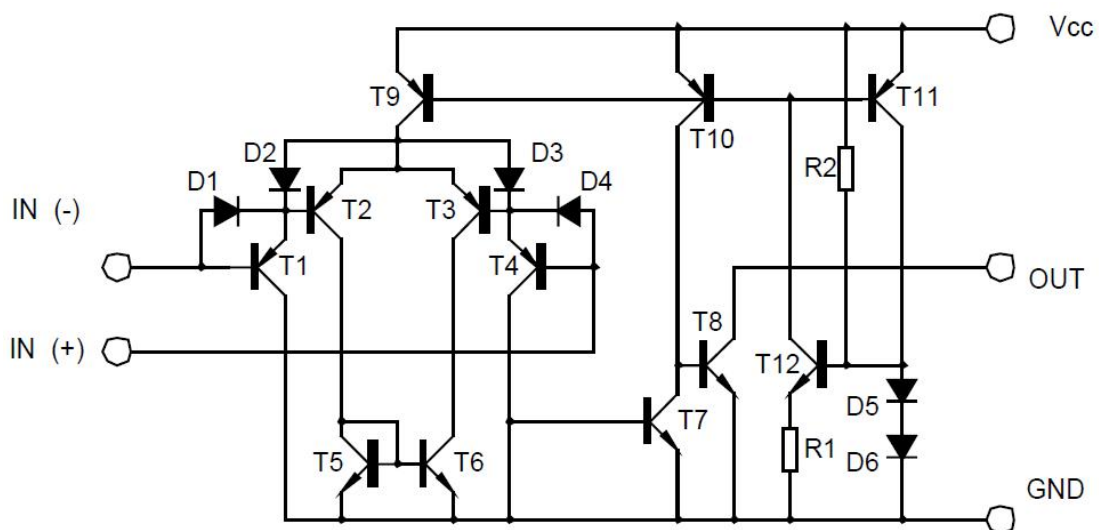 Vcc
T9
T10
T11
D2
D3
D1
D4
R2
IN (-)
T2
T3
T1
T4
OUT
IN (+)
T8
T12
D5
T7
T5
T6
R1
D6
GND